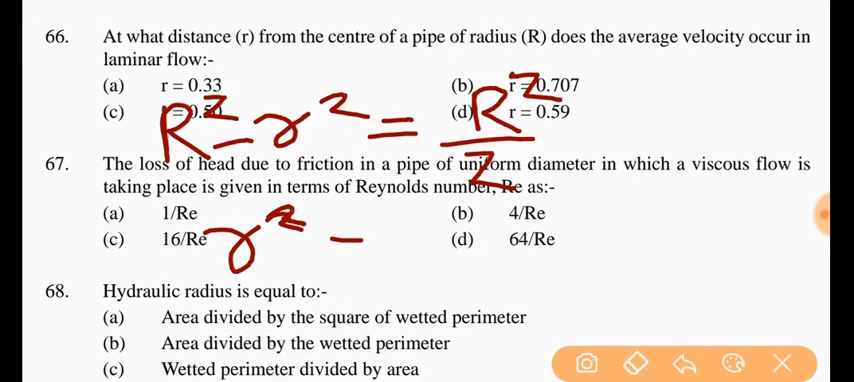 66. At what distance (r) from the centre of a pipe of radius (R) does the average velocity occur in
laminar flow:-
(a) r = 0.33 (b) r = 0.707
(c) = 0.50 (d) r = 0.59
R² - r² = R²/2
67. The loss of head due to friction in a pipe of uniform diameter in which a viscous flow is
taking place is given in terms of Reynolds number, Re as:-
(a) 1/Re (b) 4/Re
(c) 16/Re (d) 64/Re
r² -
68. Hydraulic radius is equal to:-
(a) Area divided by the square of wetted perimeter
(b) Area divided by the wetted perimeter
(c) Wetted perimeter divided by area